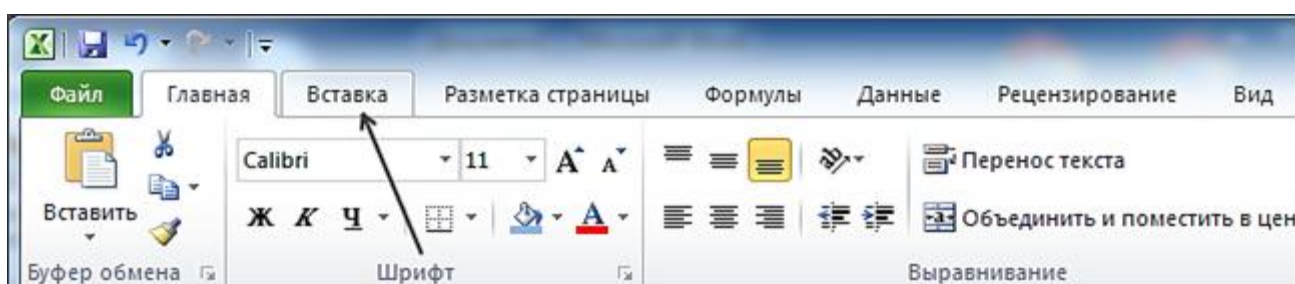 Файл Главная Вставка Разметка страницы Формулы Данные Рецензирование Вид
Calibri 11 A A Перенос текста
Вставить Ж К Ч А Объединить и поместить в цен
Буфер обмена Шрифт Выравнивание